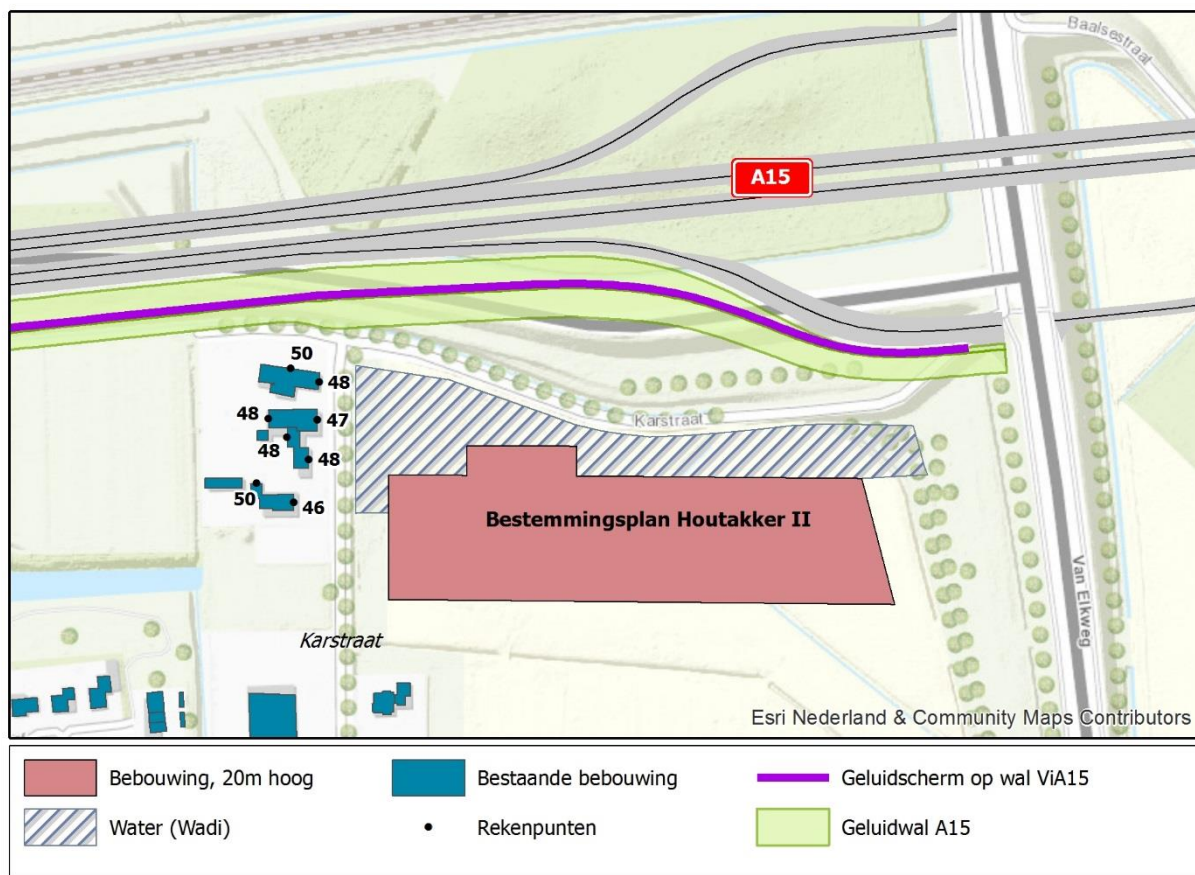 Baalsestraat
A15
50
48
48
47
48
48
50
46
Karstraat
Bestemmingsplan Houtakker II
Van Elkweg
Karstraat
Esri Nederland & Community Maps Contributors
Bebouwing, 20m hoog
Bestaande bebouwing
Geluidscherm op wal ViA15
Water (Wadi)
Rekenpunten
Geluidwal A15